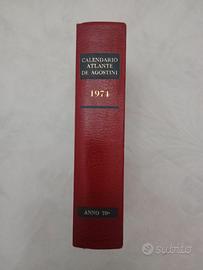 CALENDARIO
ATLANTE
DE AGOSTINI
1974
ANNO 70°
subito